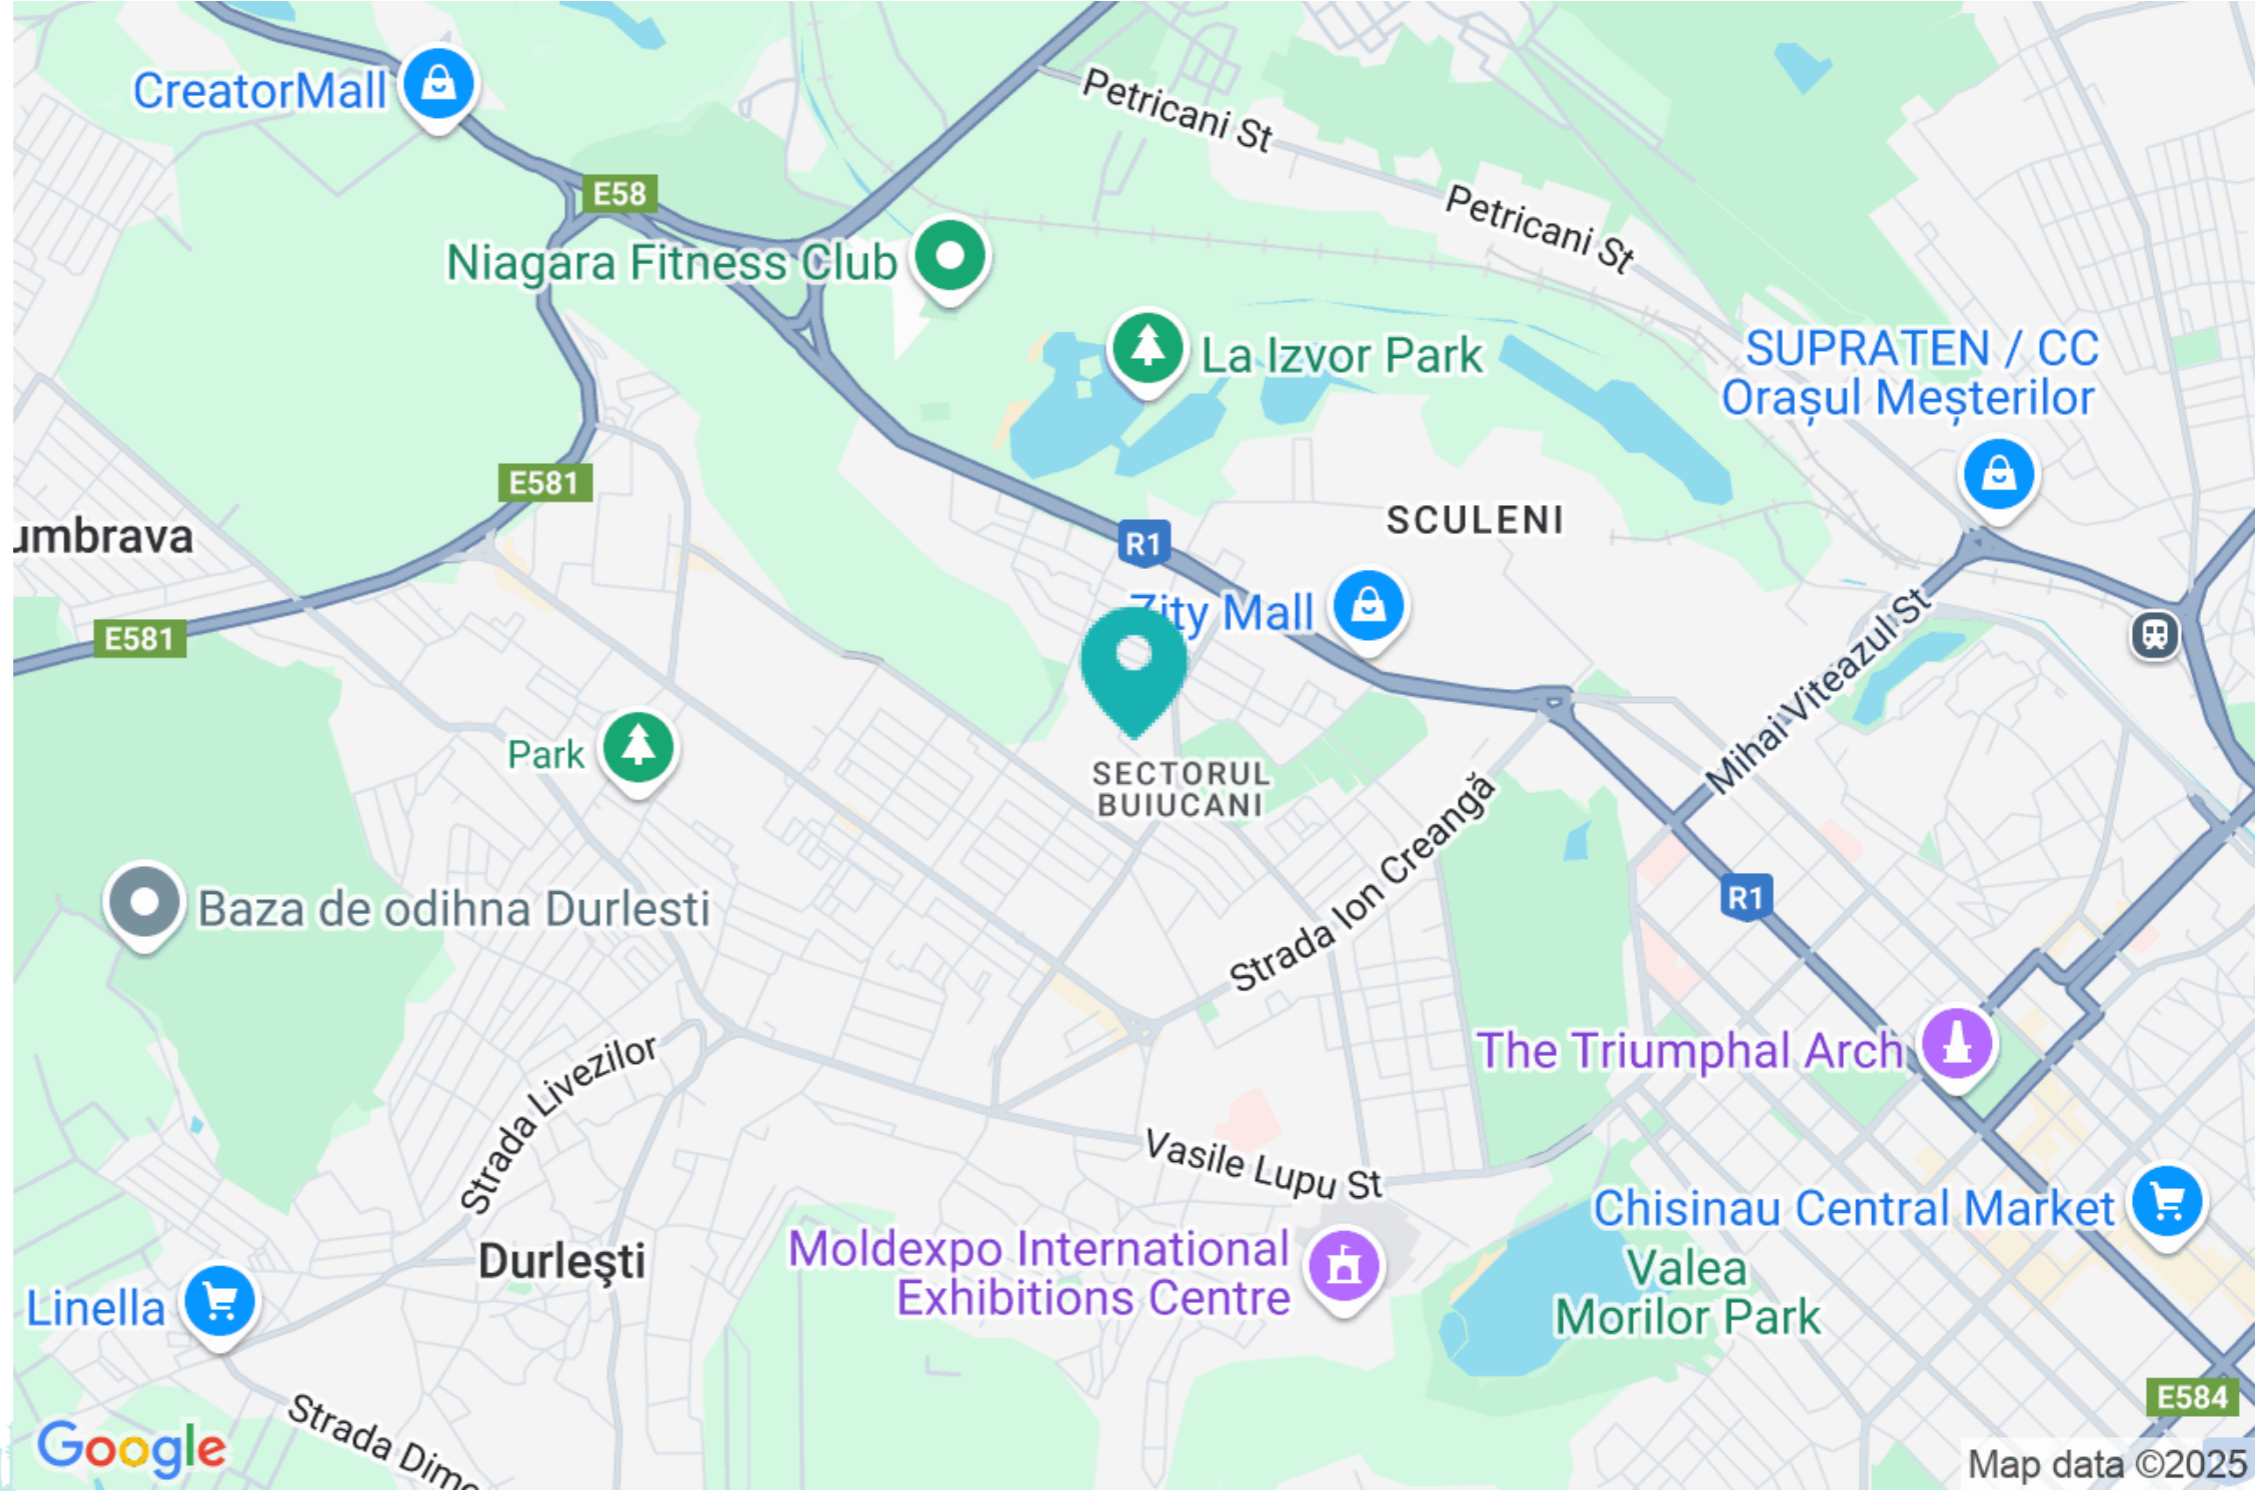 CreatorMall
Petricani St
E58
Petricani St
Niagara Fitness Club
La Izvor Park
SUPRATEN / CC
Orașul Meșterilor
E581
SCULENI
umbrava
R1
Zity Mall
E581
Mihai Viteazul St
Park
SECTORUL
BUIUCANI
Strada Ion Creangă
R1
Baza de odihna Durlesti
The Triumphal Arch
Strada Livezilor
Vasile Lupu St
Chisinau Central Market
Durleşti
Moldexpo International
Exhibitions Centre
Valea
Morilor Park
Linella
E584
Strada Dimo
Google
Map data ©2025